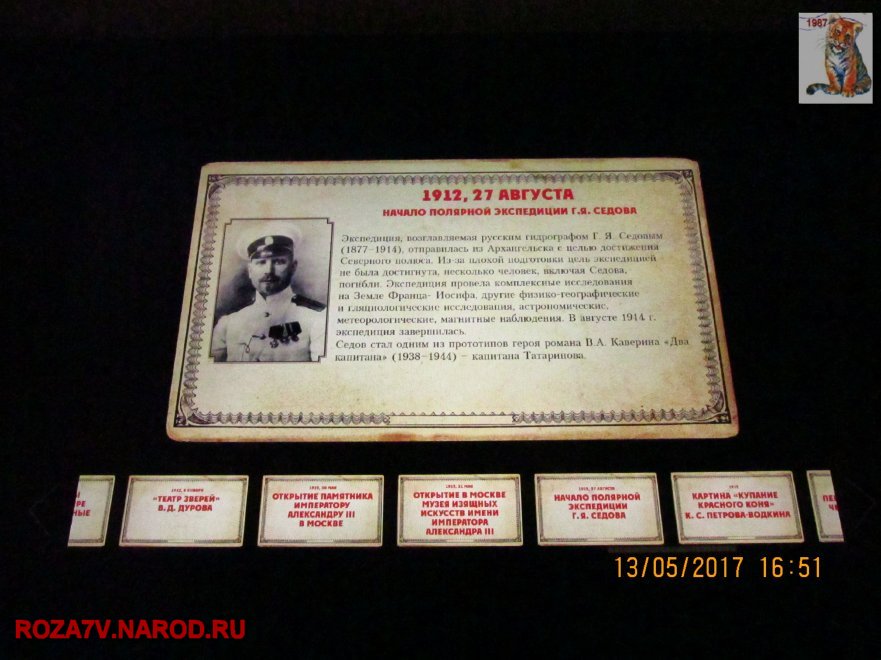 1987
1912, 27 АВГУСТА
НАЧАЛО ПОЛЯРНОЙ ЭКСПЕДИЦИИ Г.Я. СЕДОВА
Экспедиция, возглавляемая русским гидрографом Г. Я. Седовым
(1877–1914), отправилась из Архангельска с целью достижения
Северного полюса. Из-за плохой подготовки цель экспедицией
не была достигнута, несколько человек, включая Седова,
погибли. Экспедиция провела комплексные исследования
на Земле Франца- Иосифа, другие физико-географические
и гляциологические исследования, астрономические,
метеорологические, магнитные наблюдения. В августе 1914 г.
экспедиция завершилась.
Седов стал одним из прототипов героя романа В.А. Каверина «Два
капитана» (1938–1944) – капитана Татаринова.
"ТЕАТР ЗВЕРЕЙ"
В.Д. ДУРОВА
ОТКРЫТИЕ ПАМЯТНИКА
ИМПЕРАТОРУ
АЛЕКСАНДРУ III
В МОСКВЕ
ОТКРЫТИЕ В МОСКВЕ
МУЗЕЯ ИЗЯЩНЫХ
ИСКУССТВ ИМЕНИ
ИМПЕРАТОРА
АЛЕКСАНДРА III
1912, 27 АВГУСТА
НАЧАЛО ПОЛЯРНОЙ
ЭКСПЕДИЦИИ
Г.Я. СЕДОВА
КАРТИНА "КУПАНИЕ
КРАСНОГО КОНЯ"
К. С. ПЕТРОВА-ВОДКИНА
13/05/2017 16:51
ROZA7V.NAROD.RU